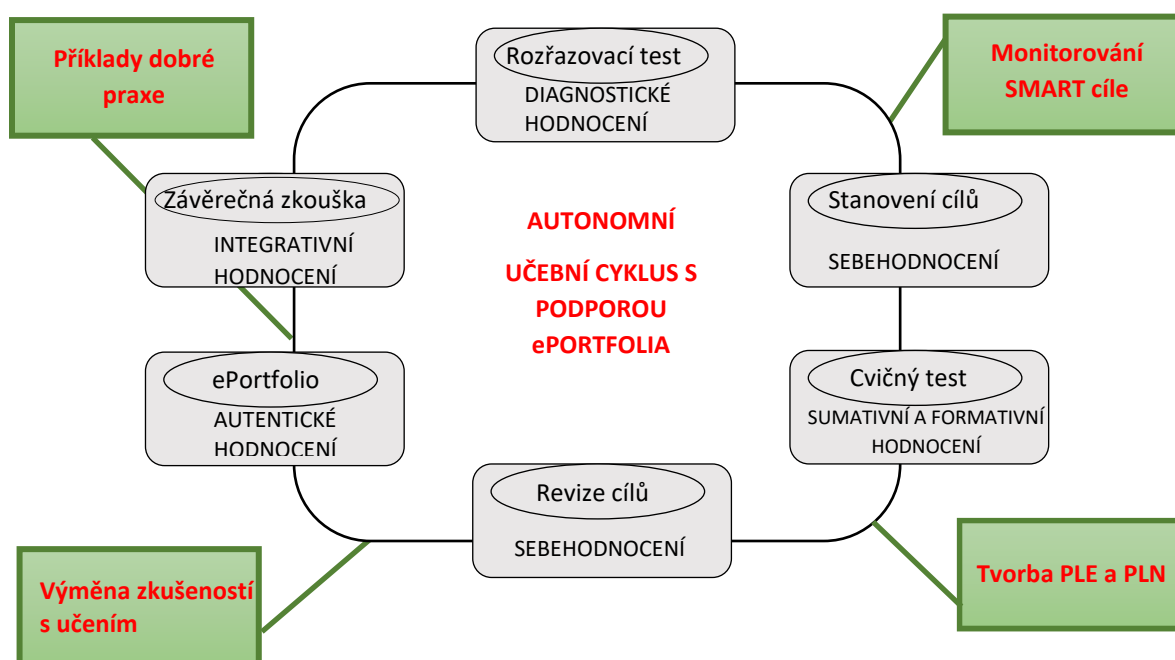 Příklady dobré
praxe
Rozřazovací test
DIAGNOSTICKÉ
HODNOCENÍ
Monitorování
SMART cíle
Závěrečná zkouška
INTEGRATIVNÍ
HODNOCENÍ
AUTONOMNÍ
UČEBNÍ CYKLUS S
PODPOROU
ePORTFOLIA
Stanovení cílů
SEBEHODNOCENÍ
ePortfolio
AUTENTICKÉ
HODNOCENÍ
Cvičný test
SUMATIVNÍ A FORMATIVNÍ
HODNOCENÍ
Revize cílů
SEBEHODNOCENÍ
Výměna zkušeností
s učením
Tvorba PLE a PLN